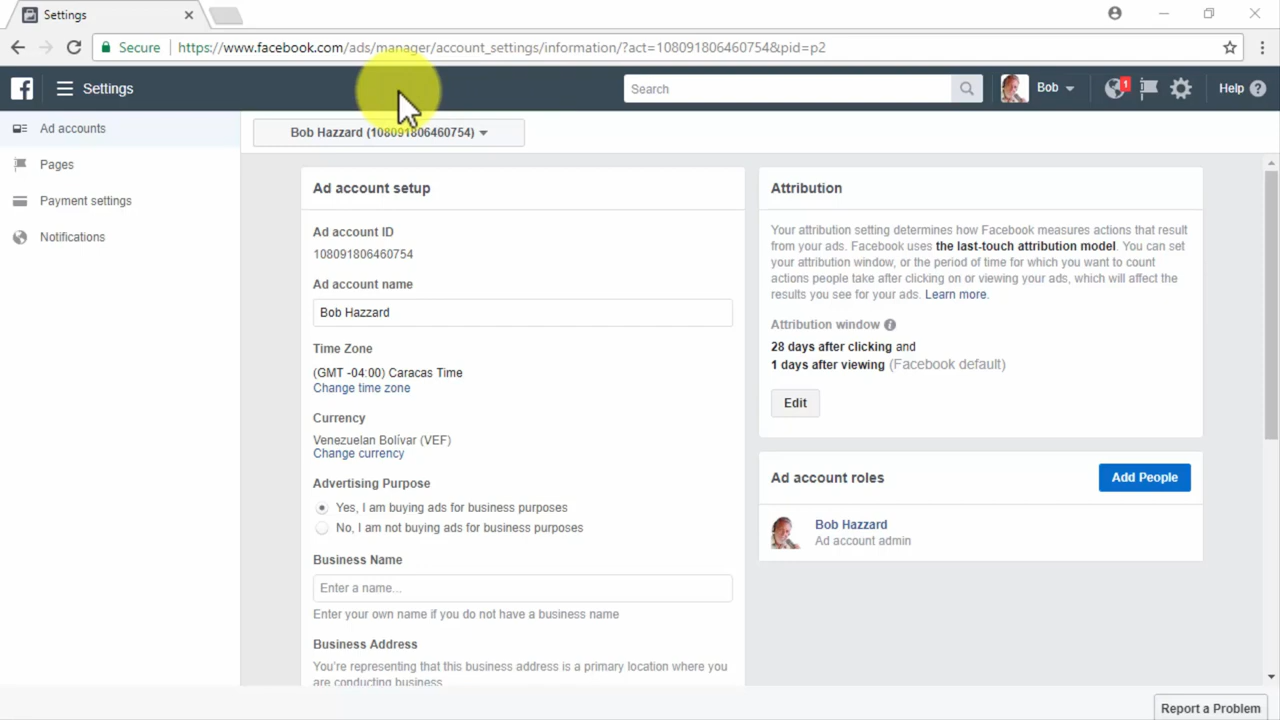 Settings
Secure
https://www.facebook.com/ads/manager/account_settings/information/?act=108091806460754&pid=p2
Settings
Search
Bob
1
Help
Ad accounts
Pages
Payment settings
Notifications
Bob Hazzard (108091806460754)
Ad account setup
Ad account ID
108091806460754
Ad account name
Bob Hazzard
Time Zone
(GMT -04:00) Caracas Time
Change time zone
Currency
Venezuelan Bolívar (VEF)
Change currency
Advertising Purpose
Yes, I am buying ads for business purposes
No, I am not buying ads for business purposes
Business Name
Enter a name...
Enter your own name if you do not have a business name
Business Address
You're representing that this business address is a primary location where you
are conducting business
Attribution
Your attribution setting determines how Facebook measures actions that result
from your ads. Facebook uses the last-touch attribution model. You can set
your attribution window, or the period of time for which you want to count
actions people take after clicking on or viewing your ads, which will affect the
results you see for your ads. Learn more.
Attribution window
28 days after clicking and
1 days after viewing (Facebook default)
Edit
Ad account roles
Add People
Bob Hazzard
Ad account admin
Report a Problem